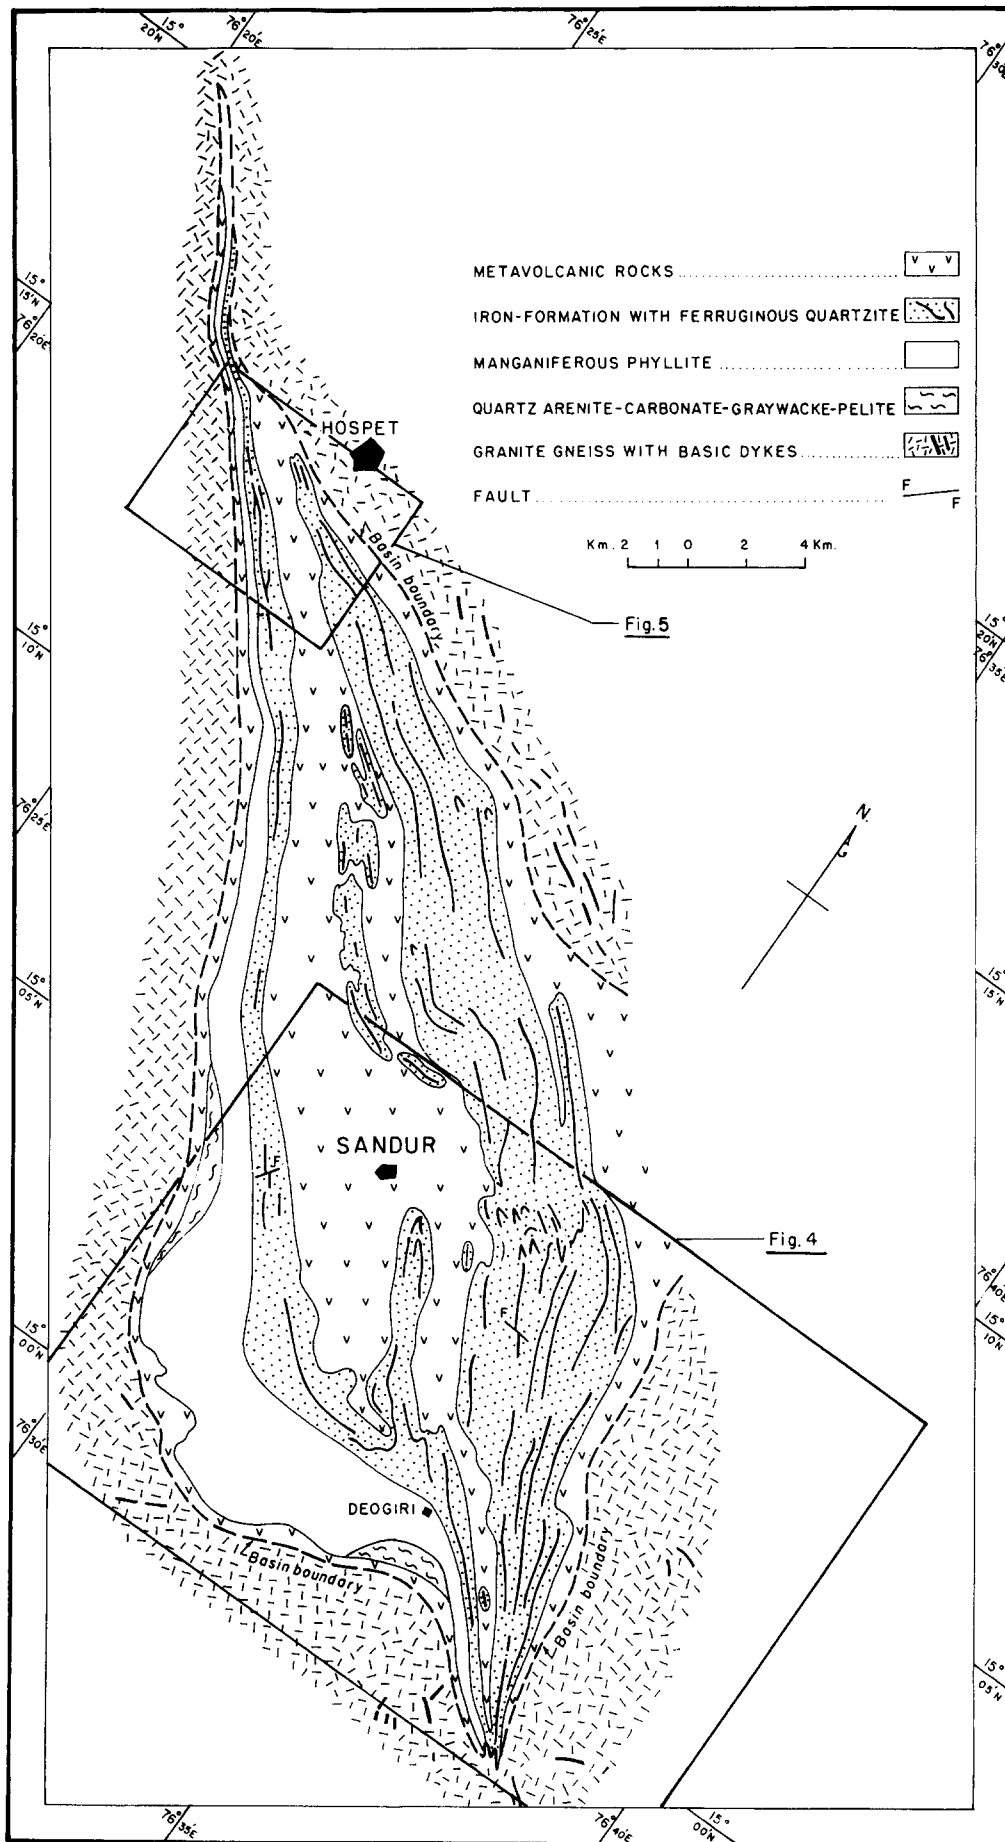 15°
20'N
76°
20'E
76°
25'E
76°
30'E
15°
15'N
76°
20'E
METAVOLCANIC ROCKS
V V
V
IRON-FORMATION WITH FERRUGINOUS QUARTZITE
MANGANIFEROUS PHYLLITE
QUARTZ ARENITE-CARBONATE-GRAYWACKE-PELITE
GRANITE GNEISS WITH BASIC DYKES
FAULT
F
F
HOSPET
Km. 2 1 0 2 4 Km.
Basin boundary
Fig.5
15°
10'N
15°
20'N
76°
35'E
76°
25'E
N.
15°
05'N
15°
15'N
SANDUR
F
Fig.4
76°
40'E
F
15°
00'N
15°
10'N
76°
30'E
DEOGIRI
Basin boundary
Basin boundary
15°
05'N
76°
35'E
76°
40'E
15°
00'N